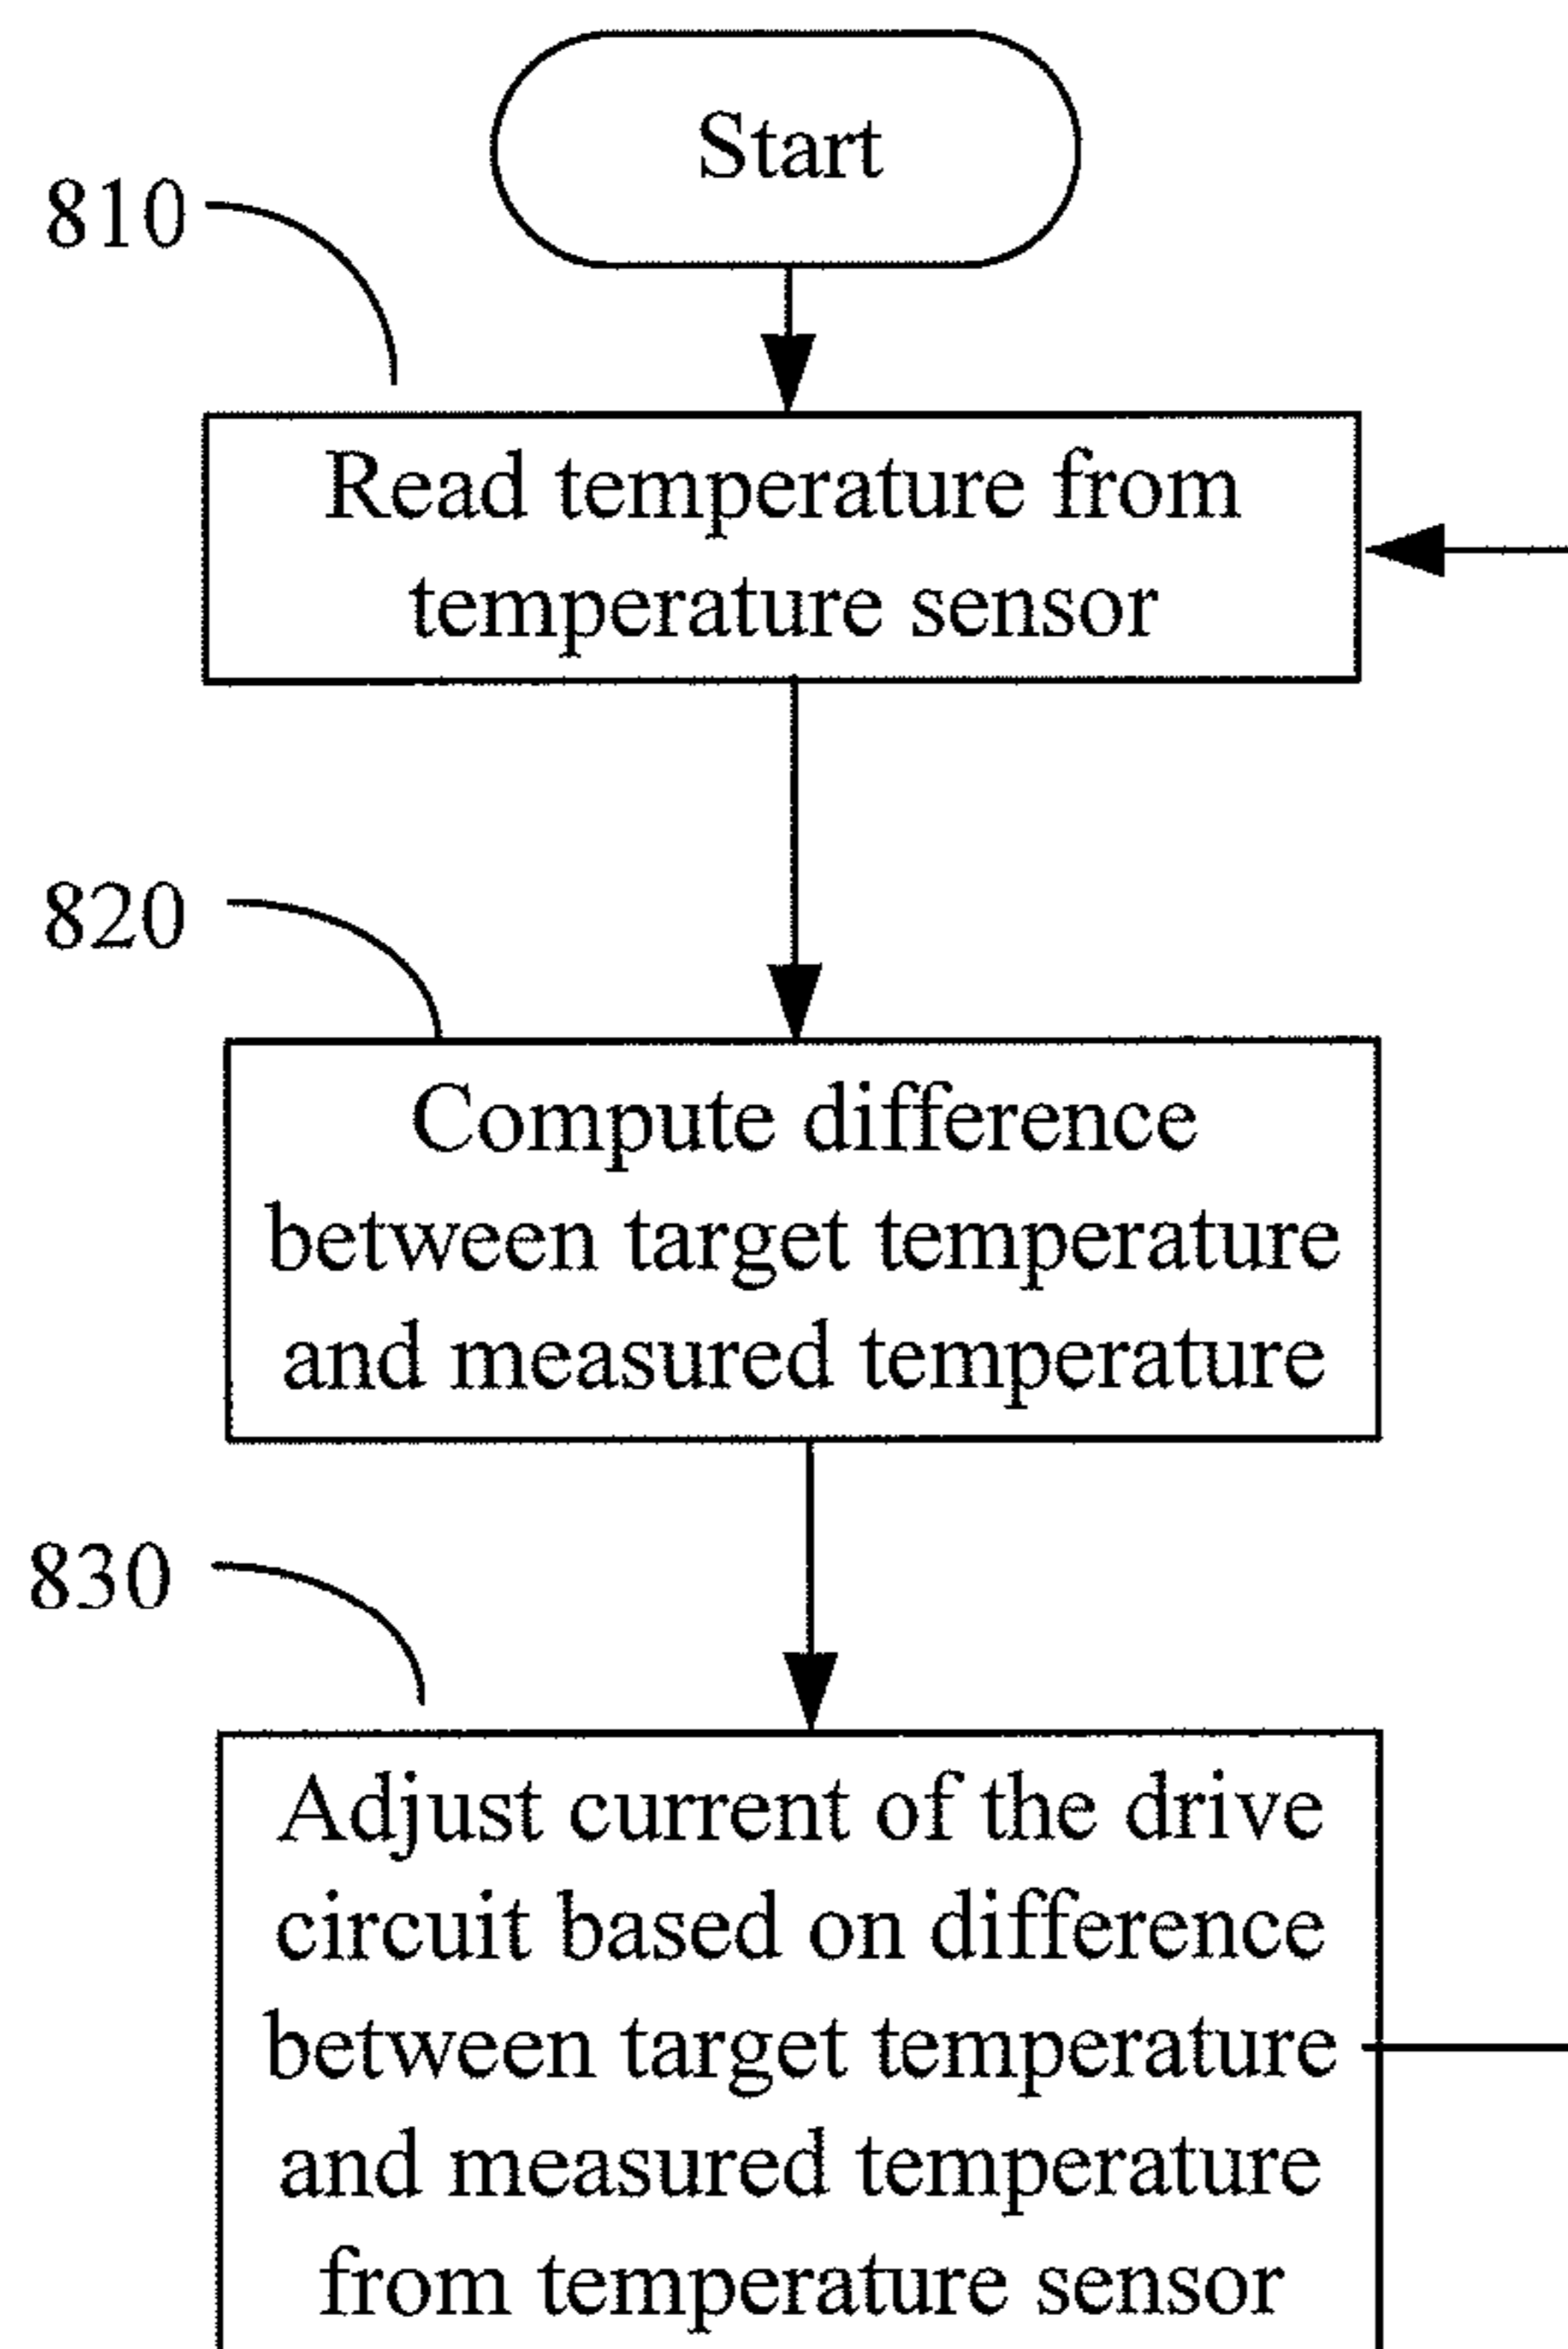 Start
810
Read temperature from
temperature sensor
820
Compute difference
between target temperature
and measured temperature
830
Adjust current of the drive
circuit based on difference
between target temperature
and measured temperature
from temperature sensor